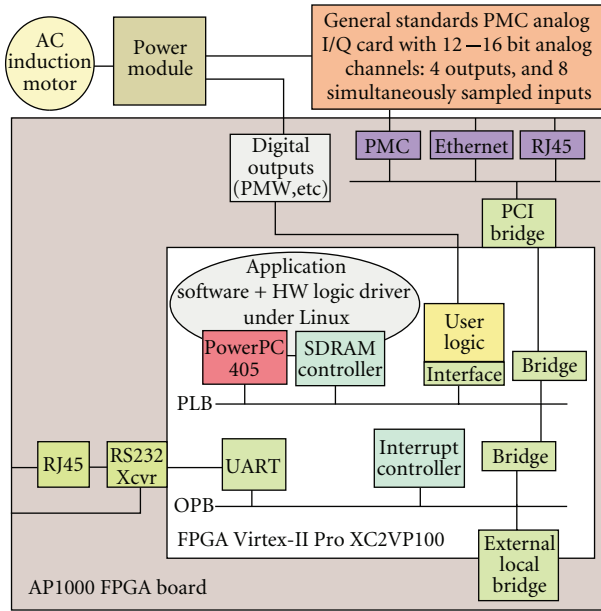 AC
induction
motor
Power
module
General standards PMC analog
I/Q card with 12 —16 bit analog
channels: 4 outputs, and 8
simultaneously sampled inputs
Digital
outputs
(PMW,etc)
PMC
Ethernet
RJ45
PCI
bridge
Application
software + HW logic driver
under Linux
PowerPC
405
SDRAM
controller
User
logic
Interface
Bridge
PLB
RJ45
RS232
Xcvr
UART
Interrupt
controller
Bridge
OPB
FPGA Virtex-II Pro XC2VP100
External
local
bridge
AP1000 FPGA board